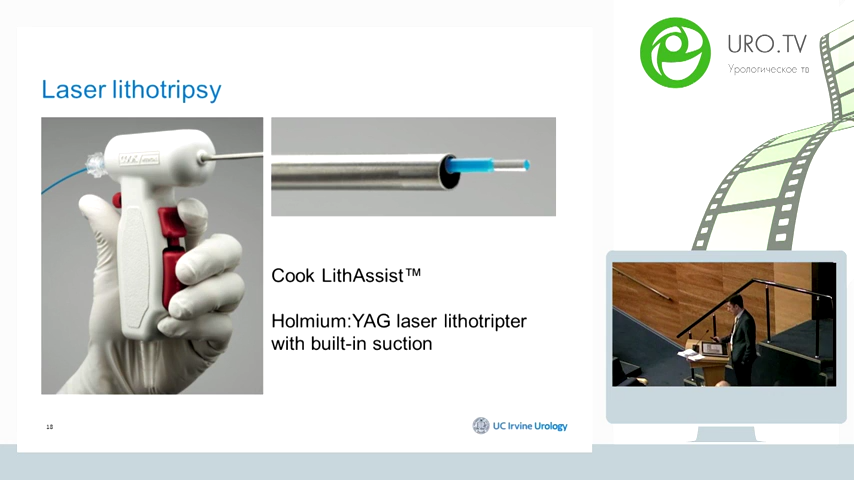 Laser lithotripsy
COOK
Cook LithAssist™
Holmium:YAG laser lithotripter
with built-in suction
18
UC Irvine Urology
URO.TV
Урологическое тв